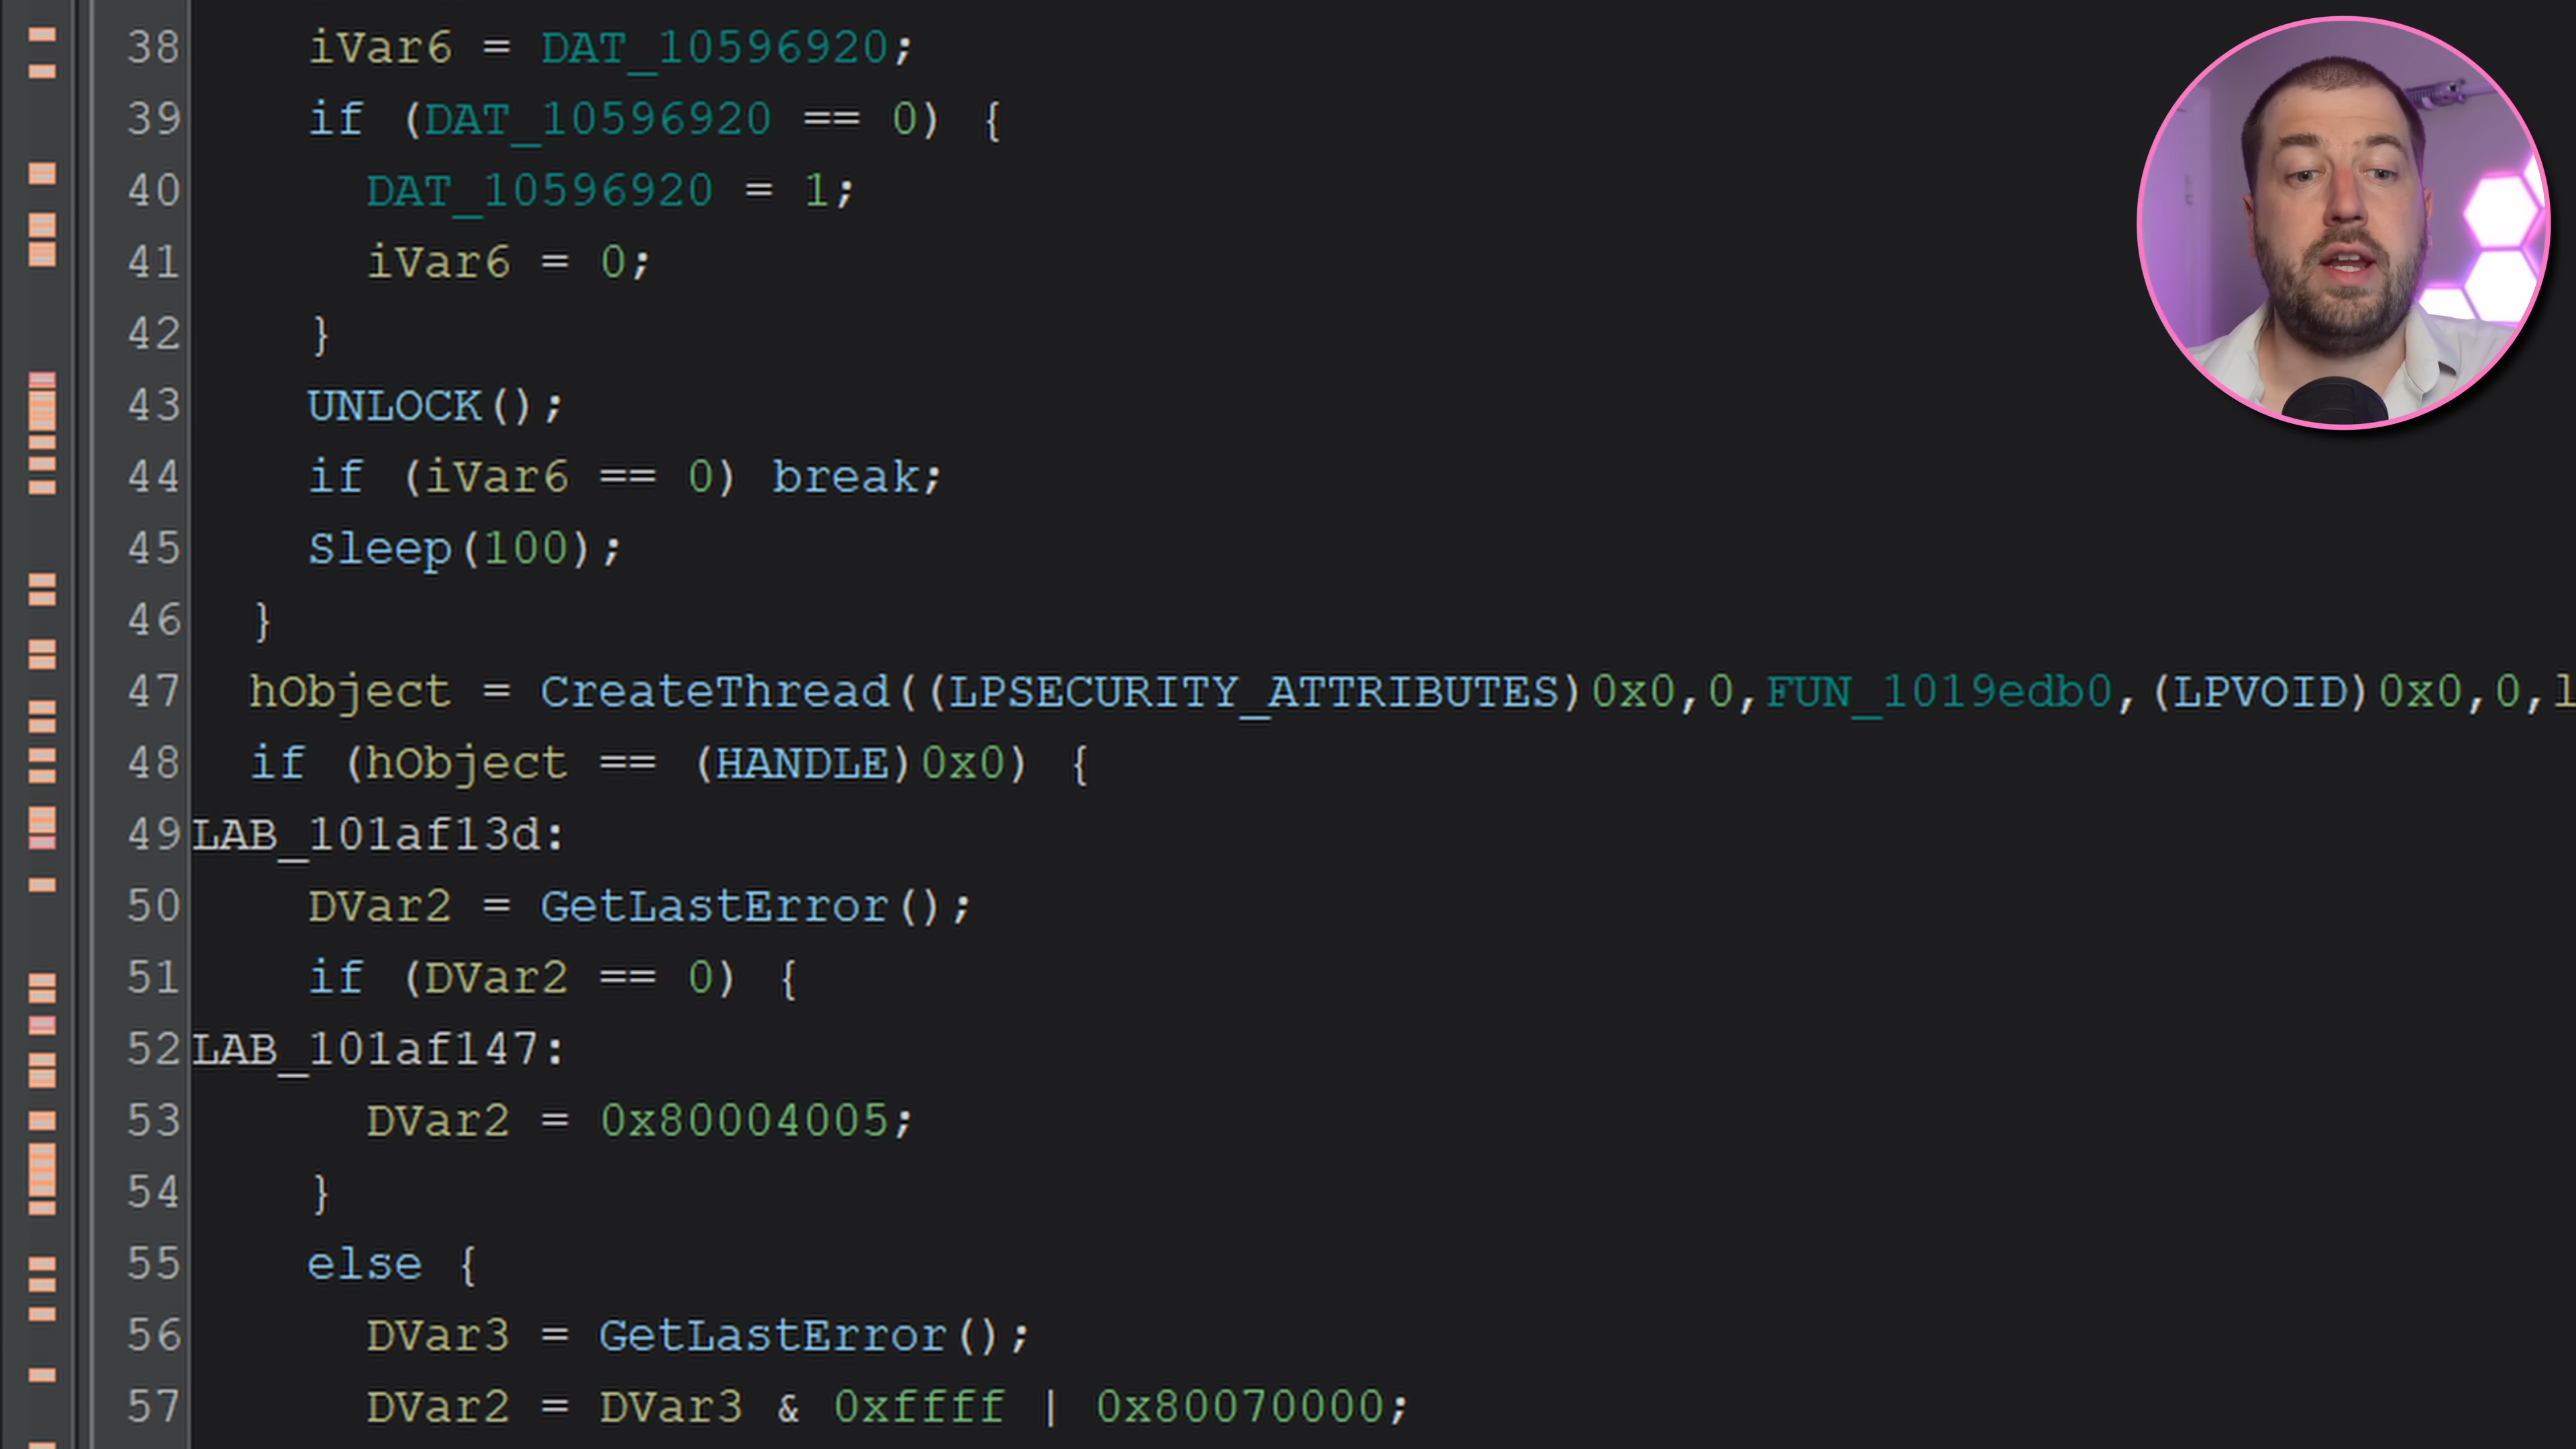 38 iVar6 = DAT_10596920;
39 if (DAT_10596920 == 0) {
40 DAT_10596920 = 1;
41 iVar6 = 0;
42 }
43 UNLOCK();
44 if (iVar6 == 0) break;
45 Sleep(100);
46 }
47 hObject = CreateThread((LPSECURITY_ATTRIBUTES)0x0,0,FUN_1019edb0,(LPVOID)0x0,0,l
48 if (hObject == (HANDLE)0x0) {
49 LAB_101af13d:
50 DVar2 = GetLastError();
51 if (DVar2 == 0) {
52 LAB_101af147:
53 DVar2 = 0x80004005;
54 }
55 else {
56 DVar3 = GetLastError();
57 DVar2 = DVar3 & 0xffff | 0x80070000;